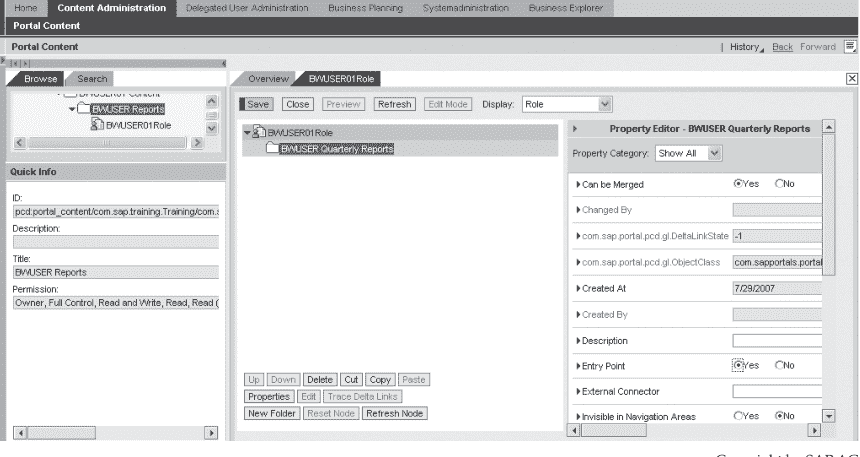 Home Content Administration Delegated User Administration Business Planning Systemadministration Business Explorer
Portal Content
Portal Content | History Back Forward
Browse Search
BWUSER01 Content
BWUSER Reports
BWUSER01Role
Quick Info
ID:
pcd:portal_content/com.sap.training.Training/com.s
Description:
Title:
BWUSER Reports
Permission:
Owner, Full Control, Read and Write, Read, Read (
Overview BWUSER01Role
Save Close Preview Refresh Edit Mode Display: Role
BWUSER01Role
BWUSER Quarterly Reports
Up Down Delete Cut Copy Paste
Properties Edit Trace Delta Links
New Folder Reset Node Refresh Node
Property Editor - BWUSER Quarterly Reports
Property Category: Show All
Can be Merged Yes No
Changed By
com.sap.portal.pcd.gl.DeltaLinkState -1
com.sap.portal.pcd.gl.ObjectClass com.sapportals.portal
Created At 7/29/2007
Created By
Description
Entry Point Yes No
External Connector
Invisible in Navigation Areas Yes No
Copyright by SAP AG